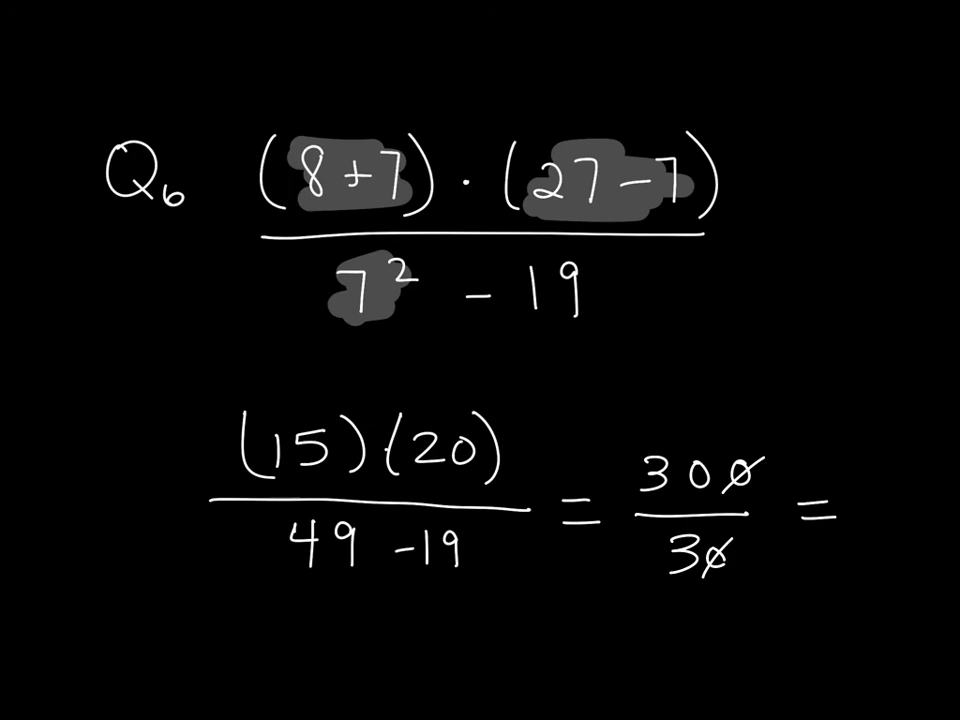 Q6 (8+7) · (27-7)
7² - 19
(15)(20)
49 -19
= 300
30
=